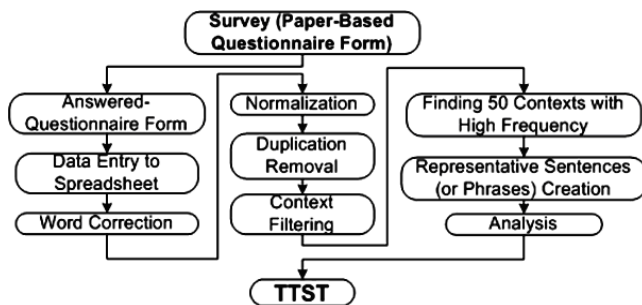 Survey (Paper-Based
Questionnaire Form)
Answered-
Questionnaire Form
Data Entry to
Spreadsheet
Word Correction
Normalization
Duplication
Removal
Context
Filtering
Finding 50 Contexts with
High Frequency
Representative Sentences
(or Phrases) Creation
Analysis
TTST